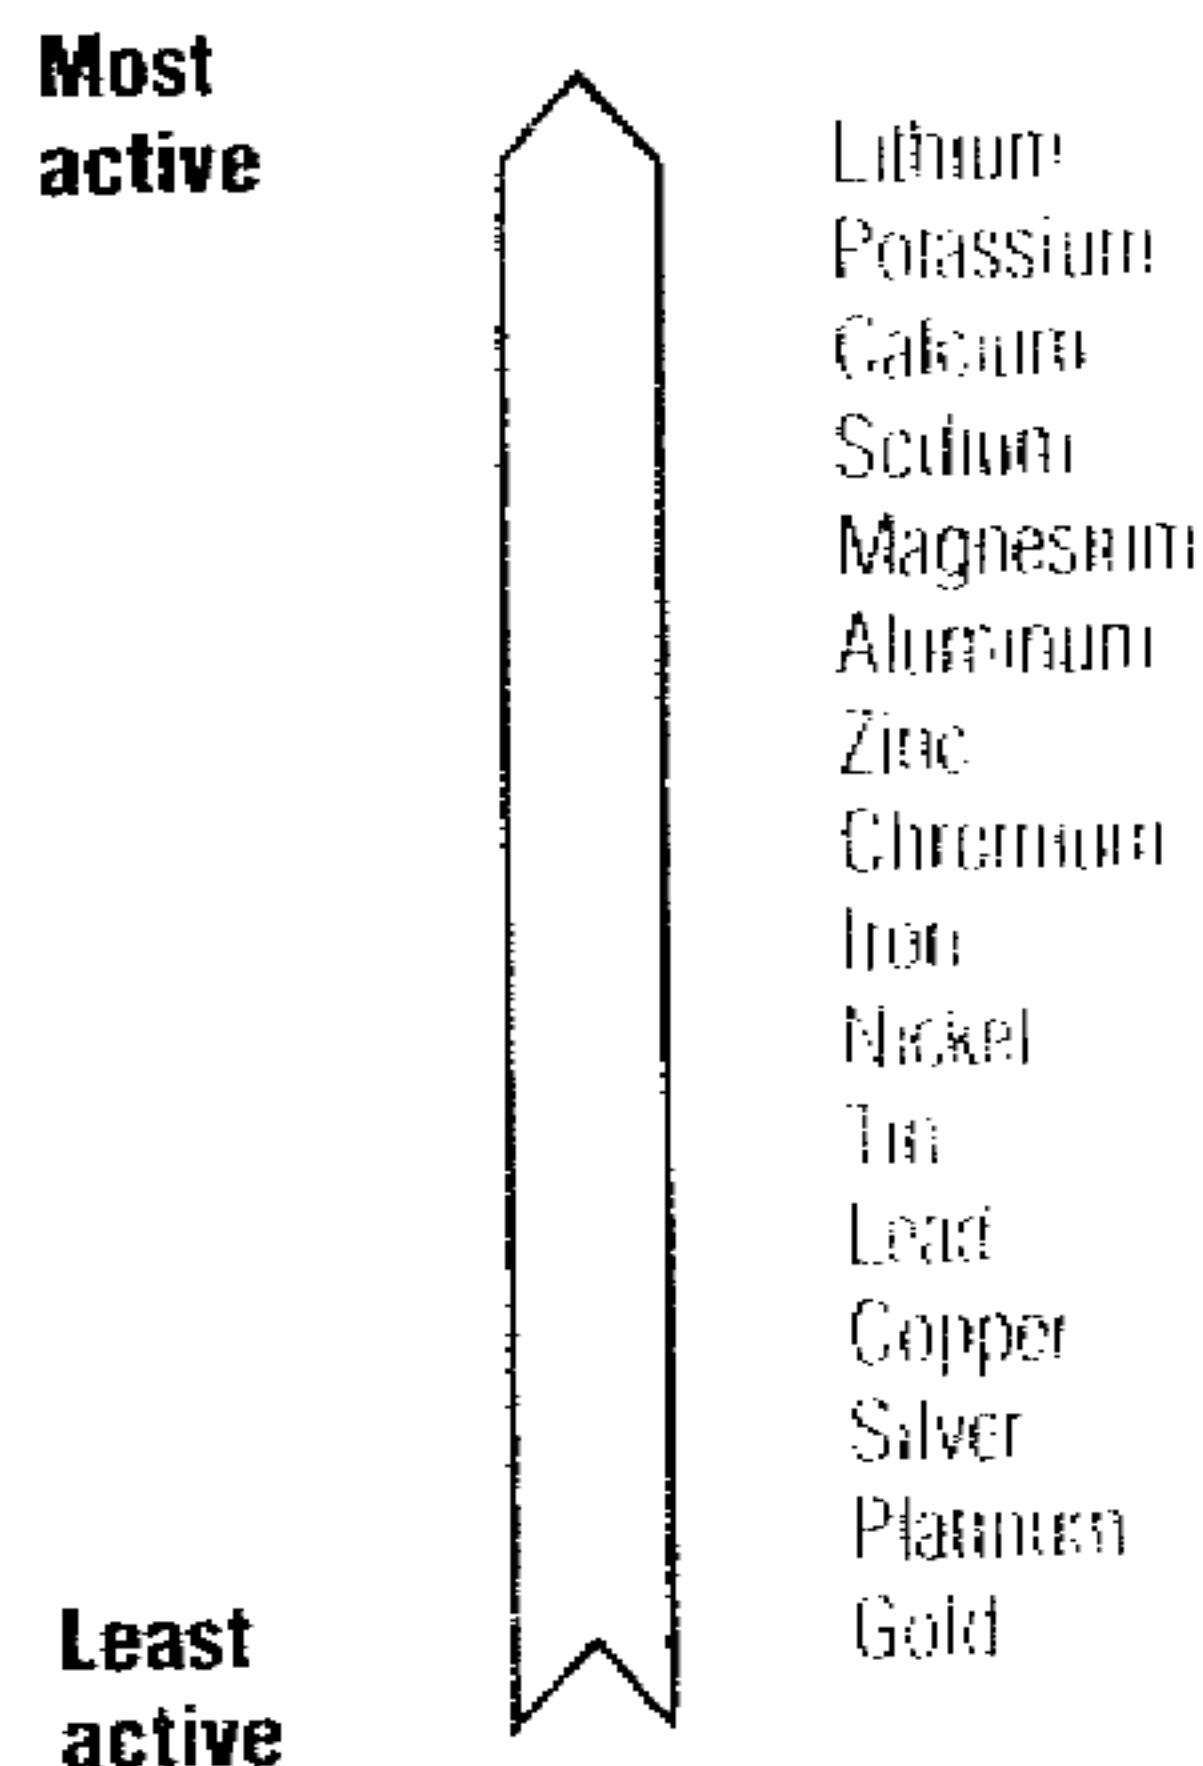 Most
active
Lithium
Potassium
Calcium
Sodium
Magnesium
Aluminum
Zinc
Chromium
Iron
Nickel
Tin
Lead
Copper
Silver
Platinum
Gold
Least
active